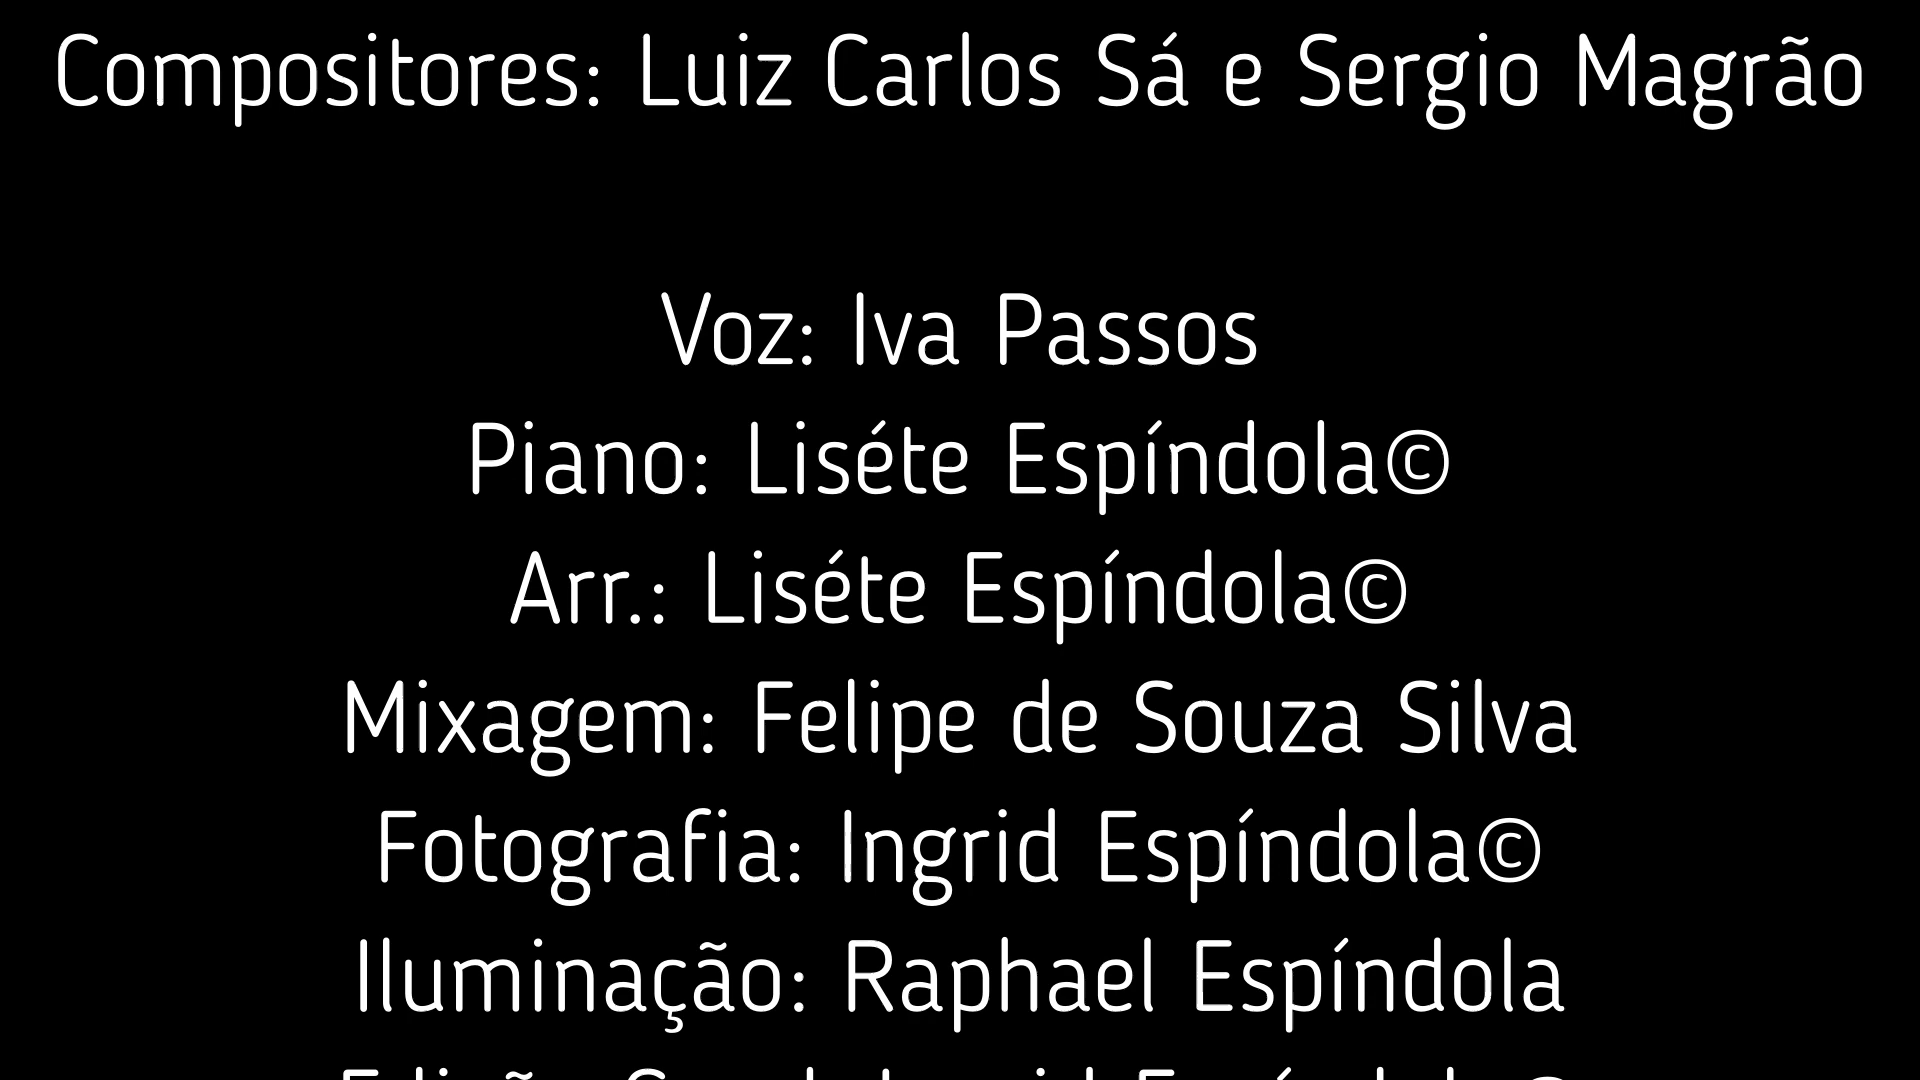 Compositores: Luiz Carlos Sá e Sergio Magrão
Voz: Iva Passos
Piano: Liséte Espíndola©
Arr.: Liséte Espíndola©
Mixagem: Felipe de Souza Silva
Fotografia: Ingrid Espíndola©
Iluminação: Raphael Espíndola